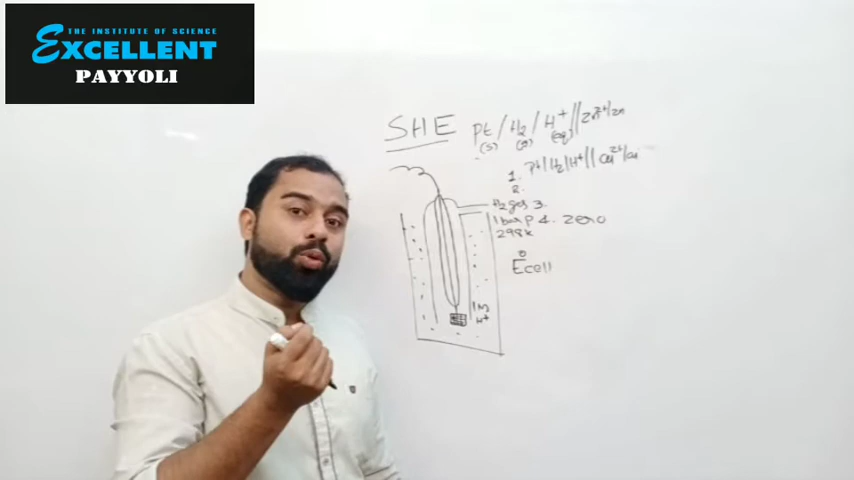 THE INSTITUTE OF SCIENCE
EXCELLENT
PAYYOLI
SHE Pt / H2 / H+ || Zn2+/Zn
(s) (g) (aq)
1. Pt | H2 | H+ || Cu2+/Cu
2.
H2 gas 3.
1 bar P 4. zero
298K
E°cell
1M
H+